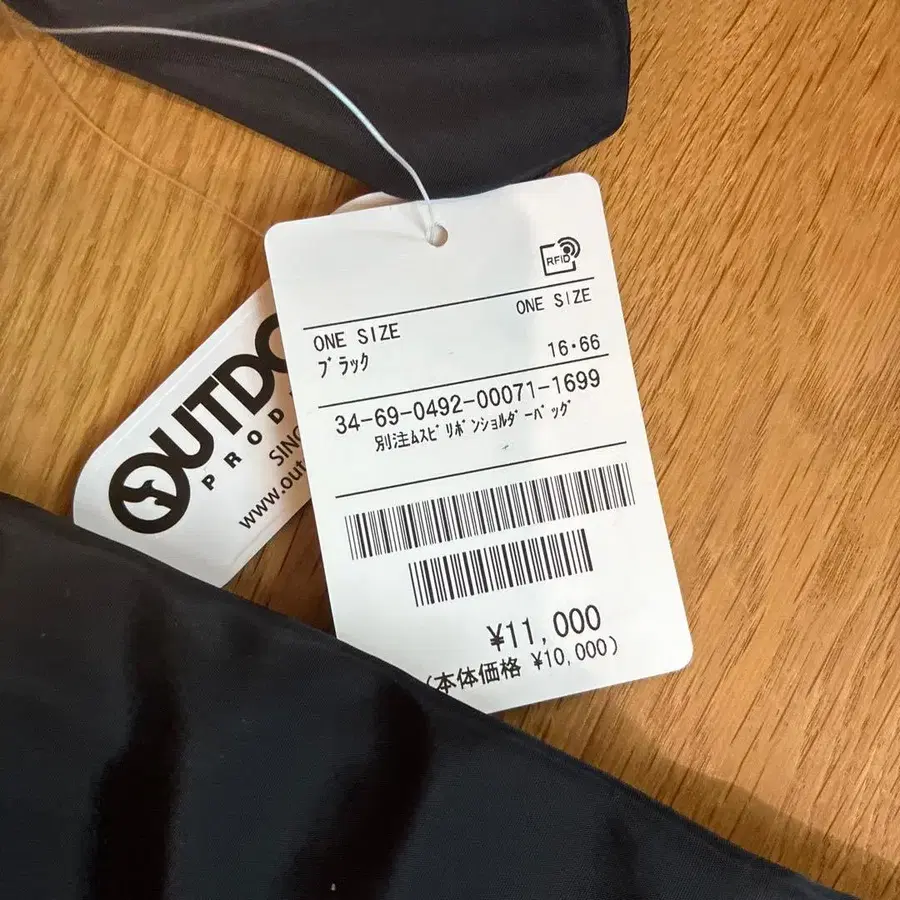 RFID
ONE SIZE
ONE SIZE
ﾌﾞﾗｯｸ
16・66
34-69-0492-00071-1699
別注ﾑｽﾋﾞﾘﾎﾞﾝｼｮﾙﾀﾞｰﾊﾞｯｸﾞ
¥11,000
(本体価格 ¥10,000)
OUTDO
PROD
SINC
www.out